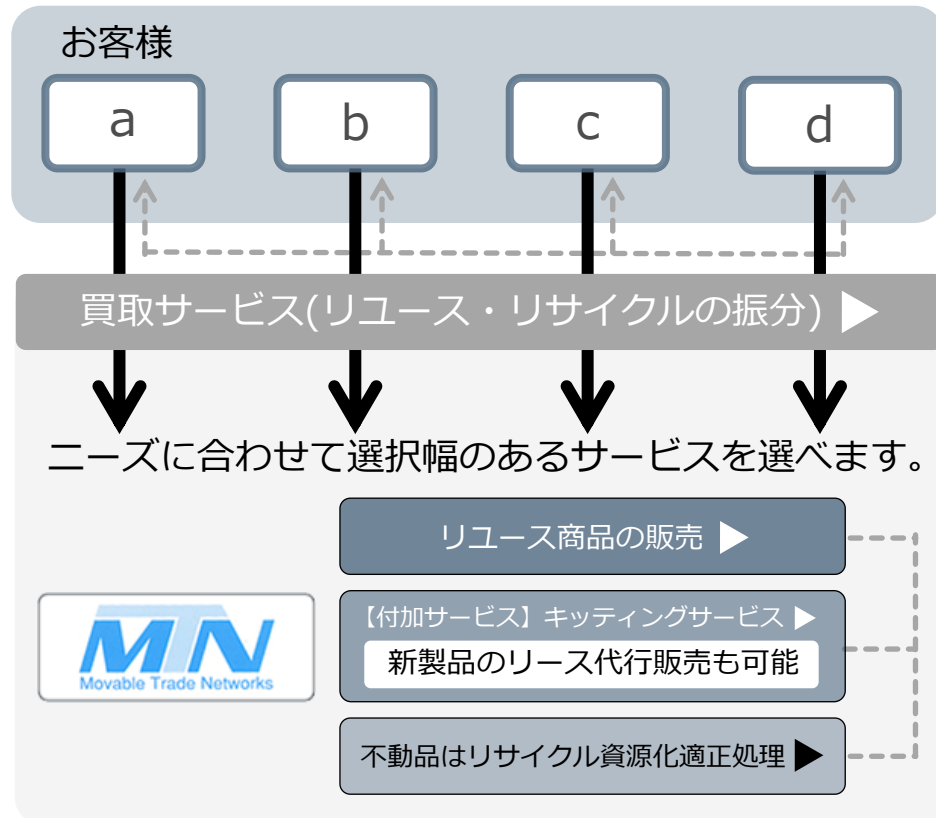 お客様
a
b
c
d
買取サービス(リユース・リサイクルの振分) ▶
ニーズに合わせて選択幅のあるサービスを選べます。
リユース商品の販売 ▶
【付加サービス】キッティングサービス ▶
新製品のリース代行販売も可能
MTN
Movable Trade Networks
不動品はリサイクル資源化適正処理 ▶